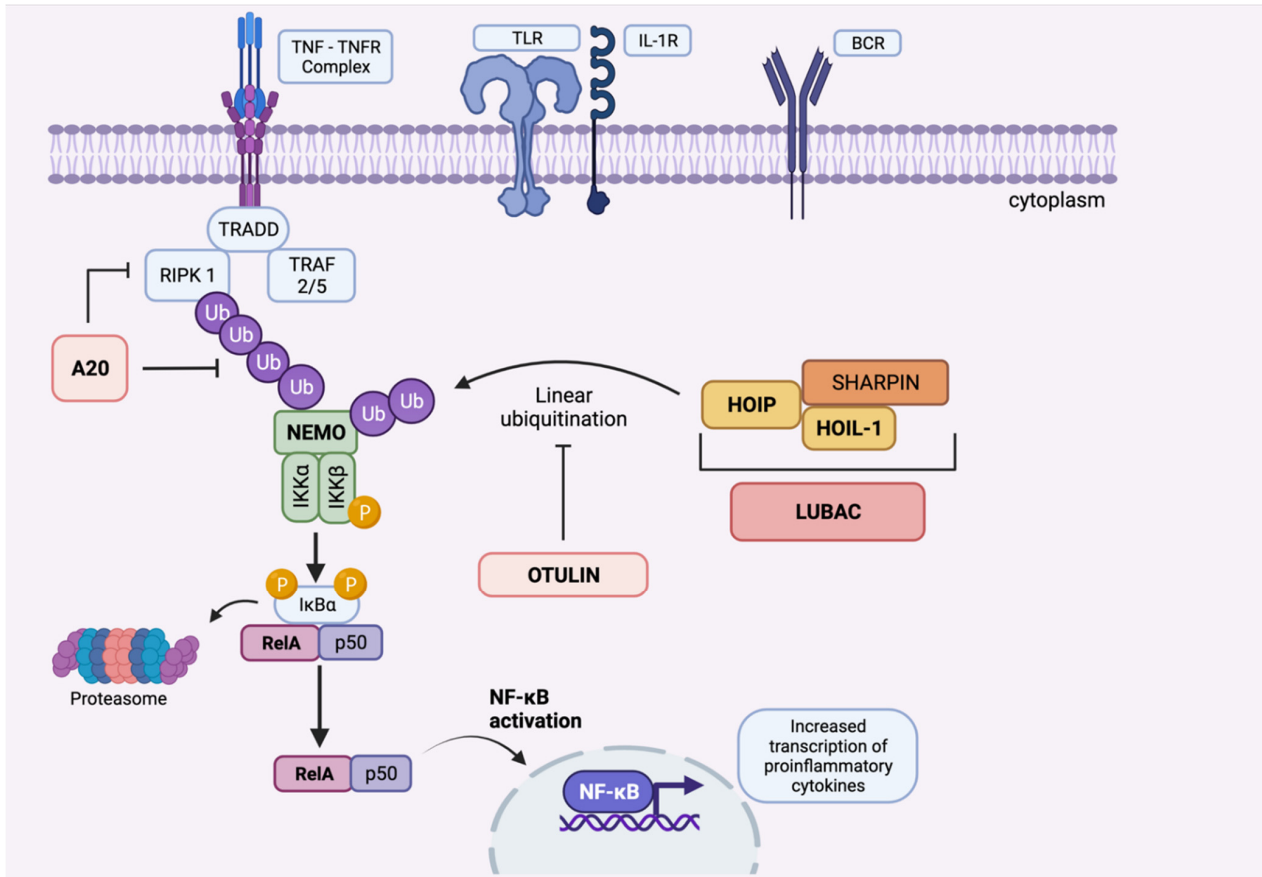 TNF - TNFR
Complex
TLR
IL-1R
BCR
cytoplasm
TRADD
RIPK 1
TRAF
2/5
Ub
Ub
Ub
Ub
A20
Ub
Ub
NEMO
IKKα
IKKβ
P
Linear
ubiquitination
HOIP
SHARPIN
HOIL-1
LUBAC
OTULIN
P
P
IκBα
RelA
p50
Proteasome
RelA
p50
NF-κB
activation
NF-κB
Increased
transcription of
proinflammatory
cytokines